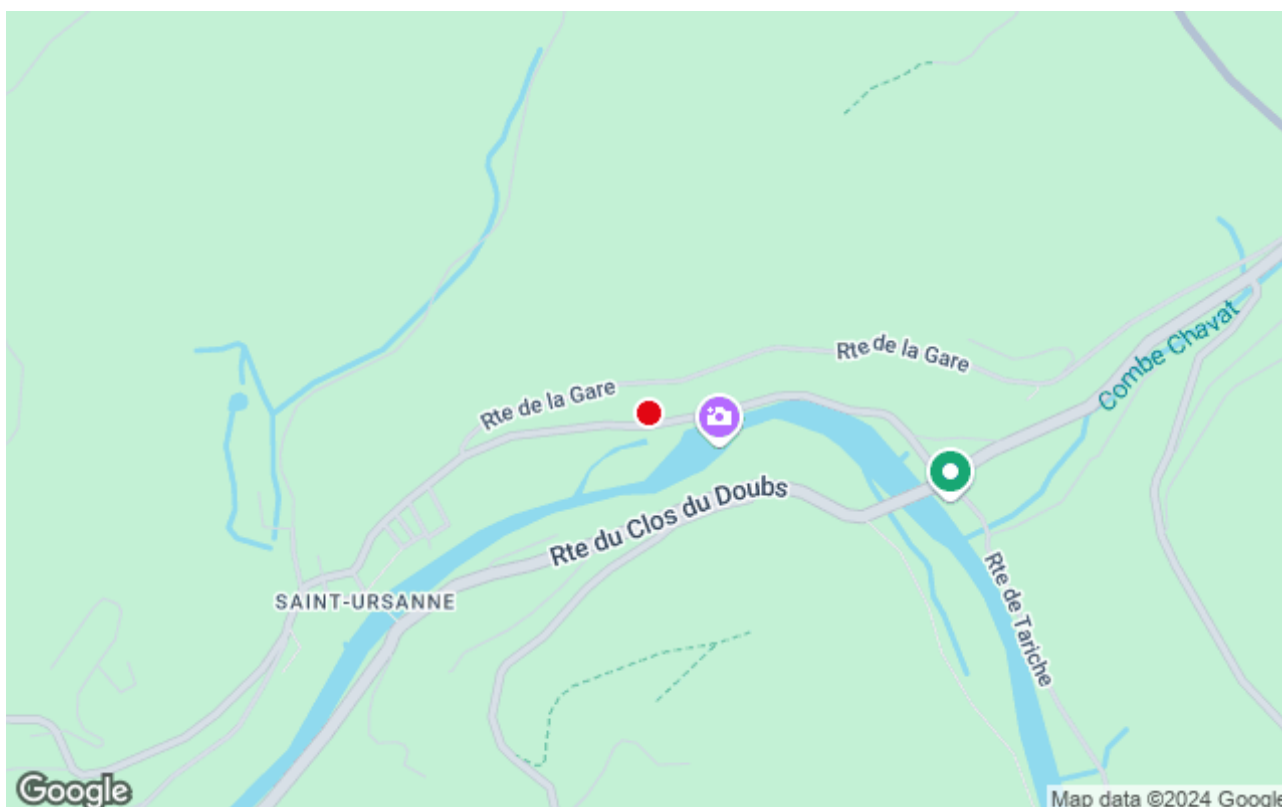 Combe Chavat
Rte de la Gare
Rte de la Gare
Rte du Clos du Doubs
SAINT-URSANNE
Rte de Tariche
Google
Map data ©2024 Google